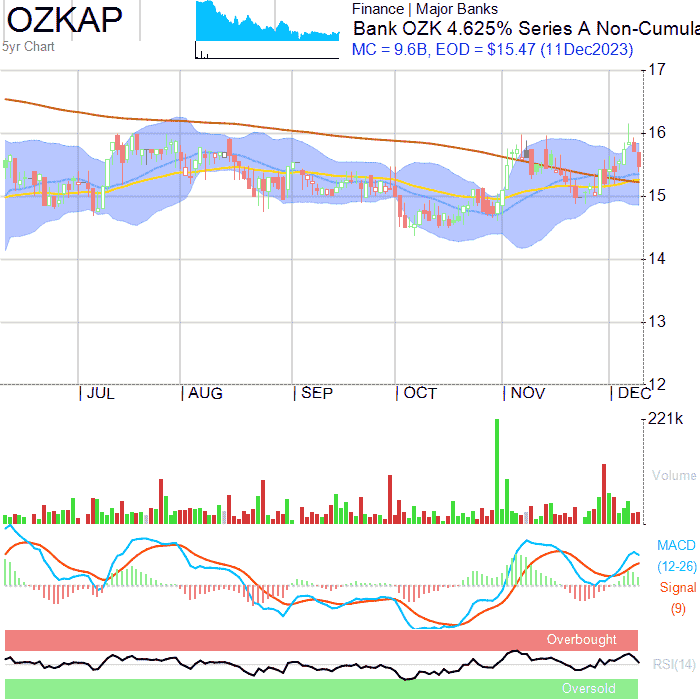 OZKAP
5yr Chart
Finance | Major Banks
Bank OZK 4.625% Series A Non-Cumula
MC = 9.6B, EOD = $15.47 (11Dec2023)
17
16
15
14
13
12
JUL AUG SEP OCT NOV DEC
221k
Volume
MACD
(12-26)
Signal
(9)
Overbought
RSI(14)
Oversold